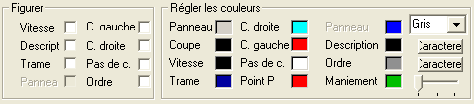 Figurer
Régler les couleurs
Vitesse C. gauche
Descript C. droite
Trame Pas de c.
Pannea Ordre
Panneau C. droite Panneau Gris
Coupe C. gauche Description Caractere
Vitesse Pas de c. Ordre Caractere
Trame Point P Maniement